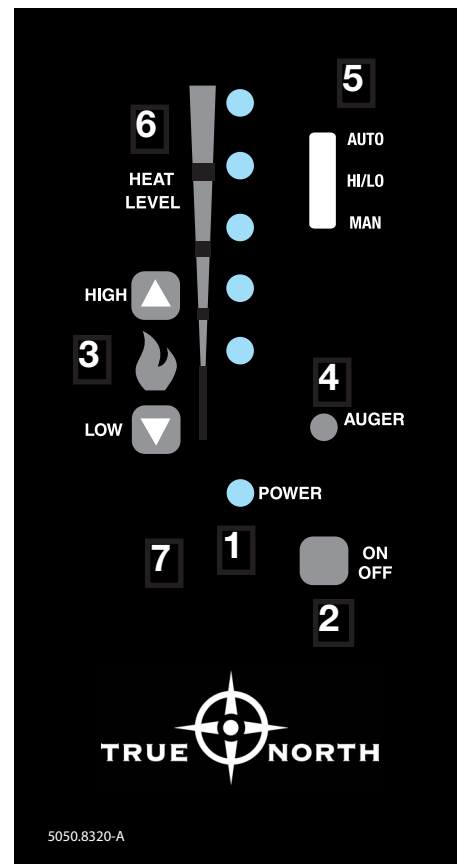 5
6
AUTO
HI/LO
MAN
HEAT
LEVEL
HIGH
3
LOW
4
AUGER
POWER
1
7
ON
OFF
2
TRUE NORTH
5050.8320-A